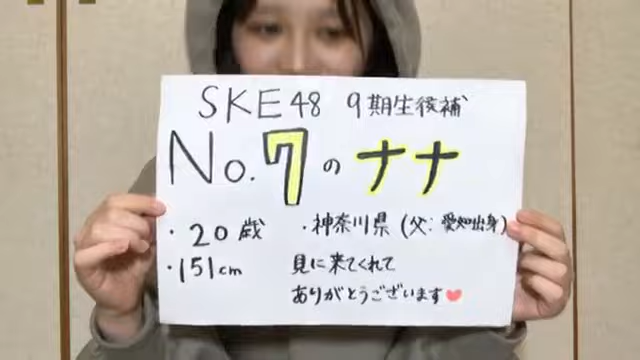 SKE48 9期生候補
No.7のナナ
・20歳 ・神奈川県(父:愛知出身)
・151cm 見に来てくれて
ありがとうございます❤